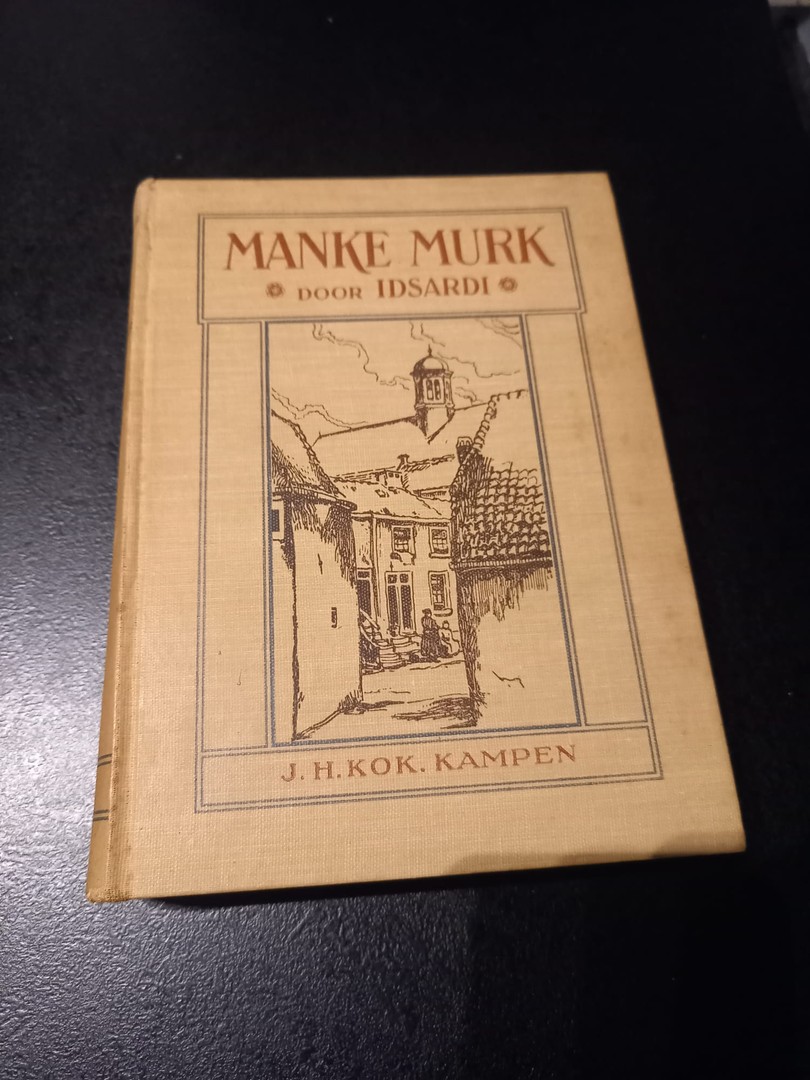 MANKE MURK
DOOR IDSARDI
J. H. KOK. KAMPEN